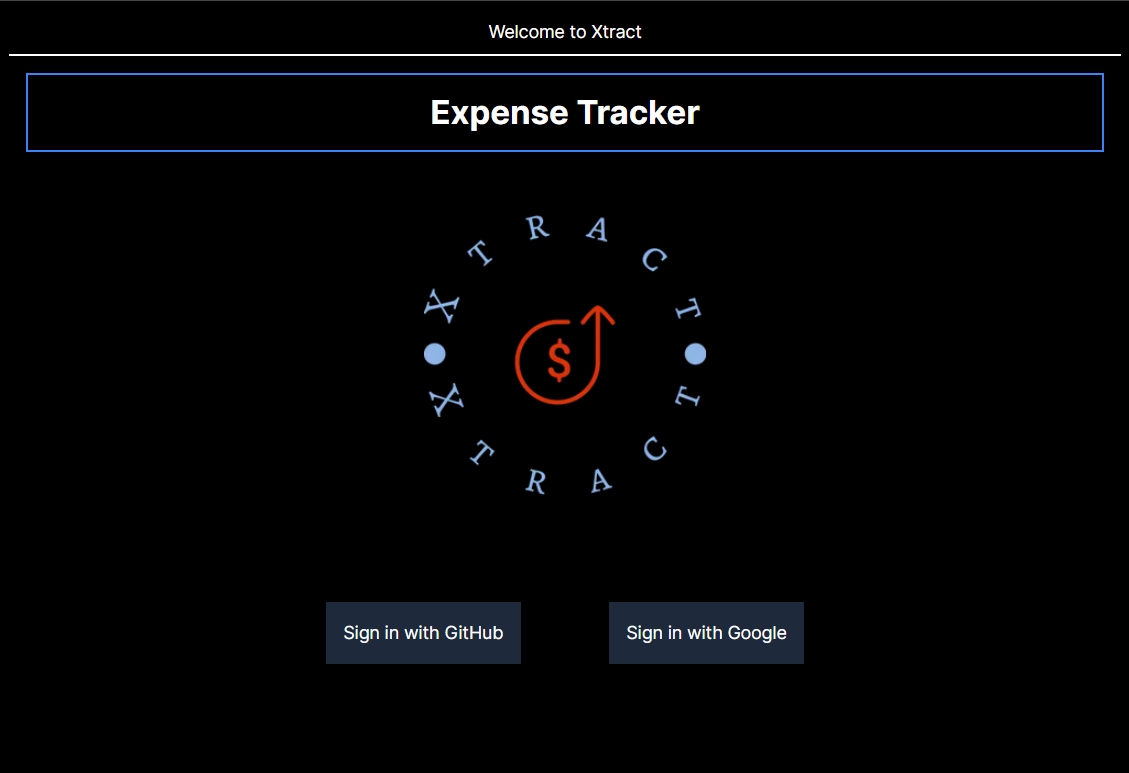 Welcome to Xtract
Expense Tracker
XTRACT
$
XTRACT
Sign in with GitHub
Sign in with Google